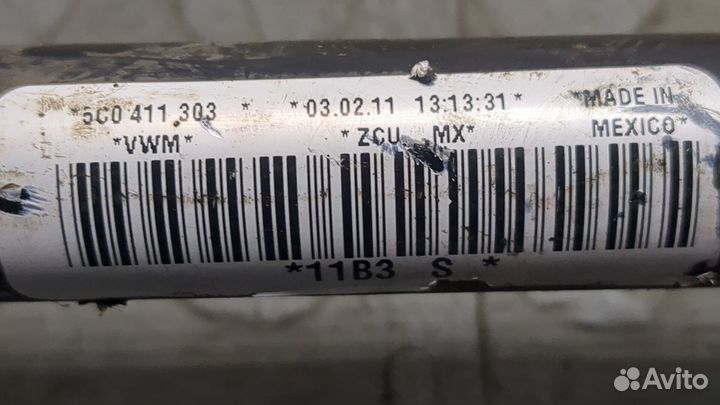 *5C0 411 303 * *03.02.11 13:13:31* *MADE IN
*VWM* *ZCU MX* MEXICO*
*11B3 S *
Avito